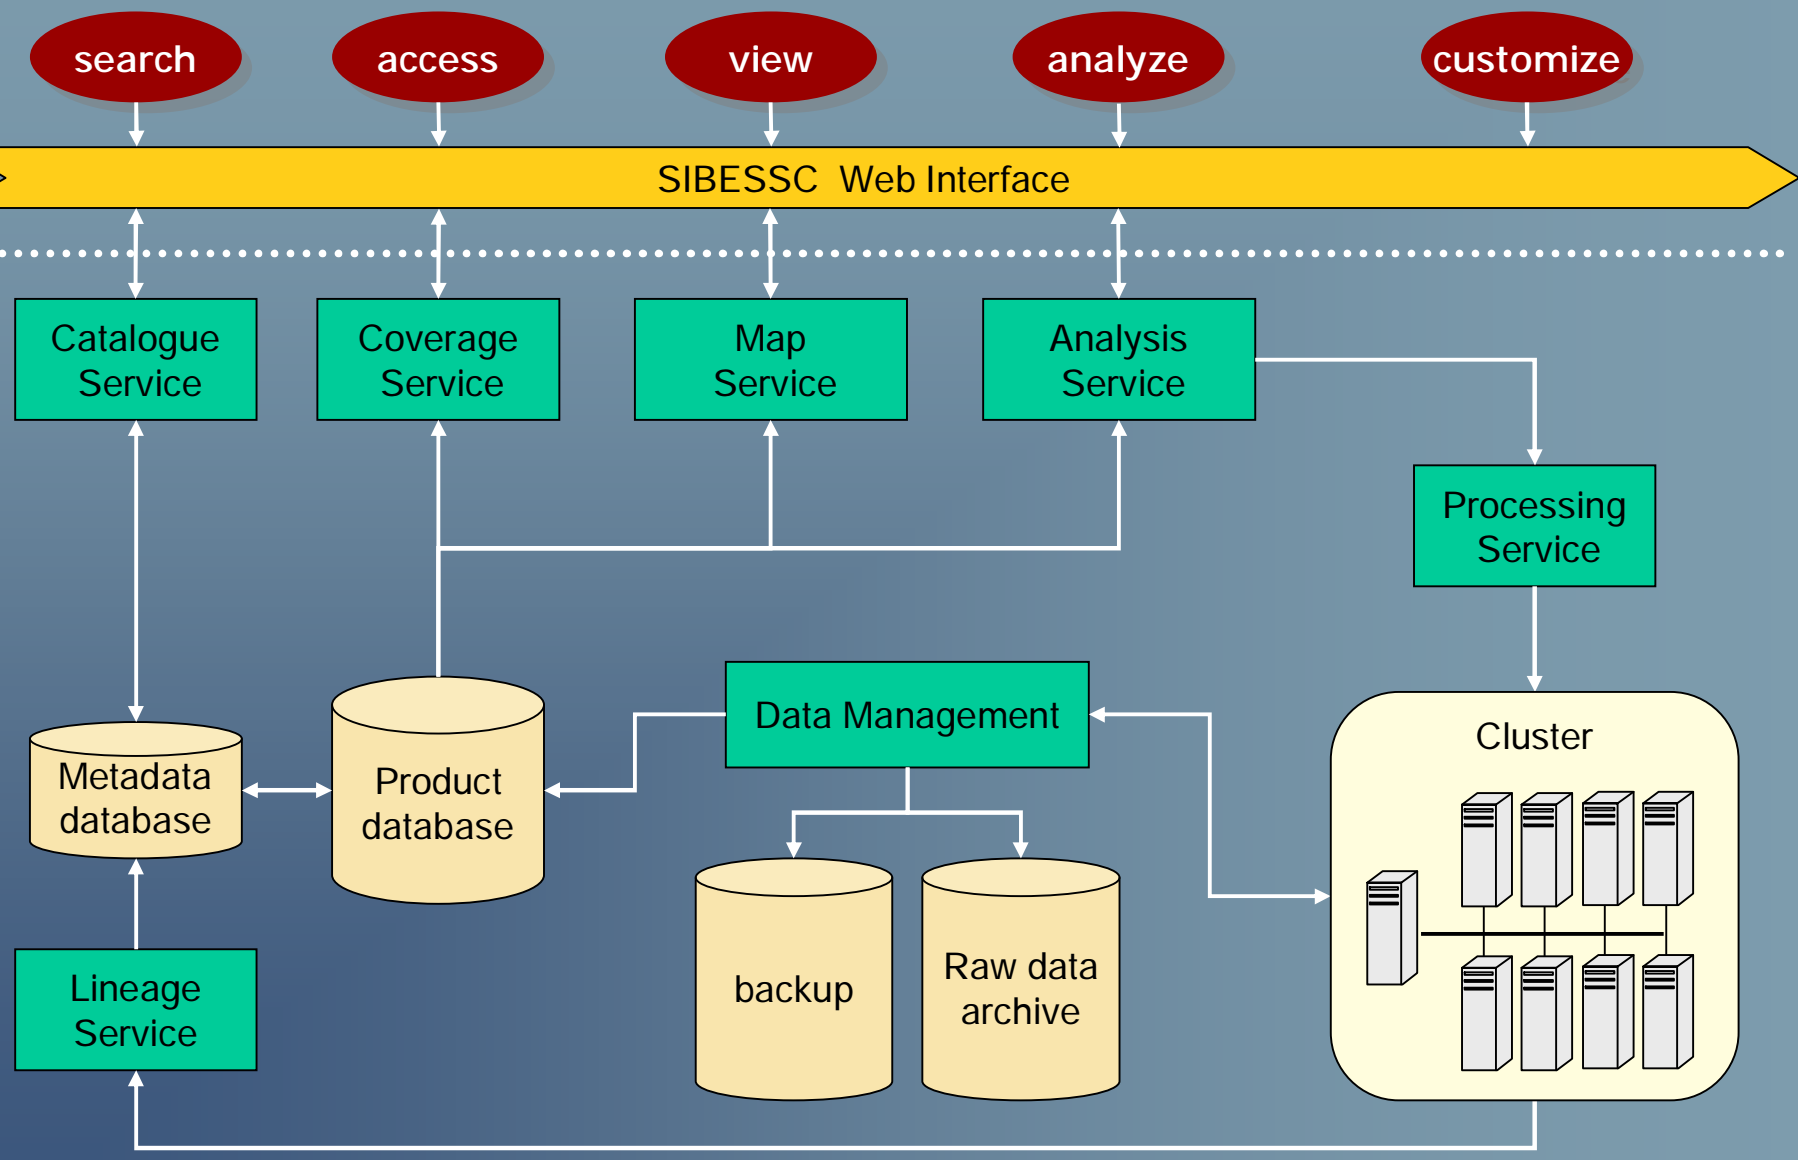 search
access
view
analyze
customize
SIBESSC Web Interface
Catalogue
Service
Coverage
Service
Map
Service
Analysis
Service
Processing
Service
Data Management
Cluster
Metadata
database
Product
database
backup
Raw data
archive
Lineage
Service